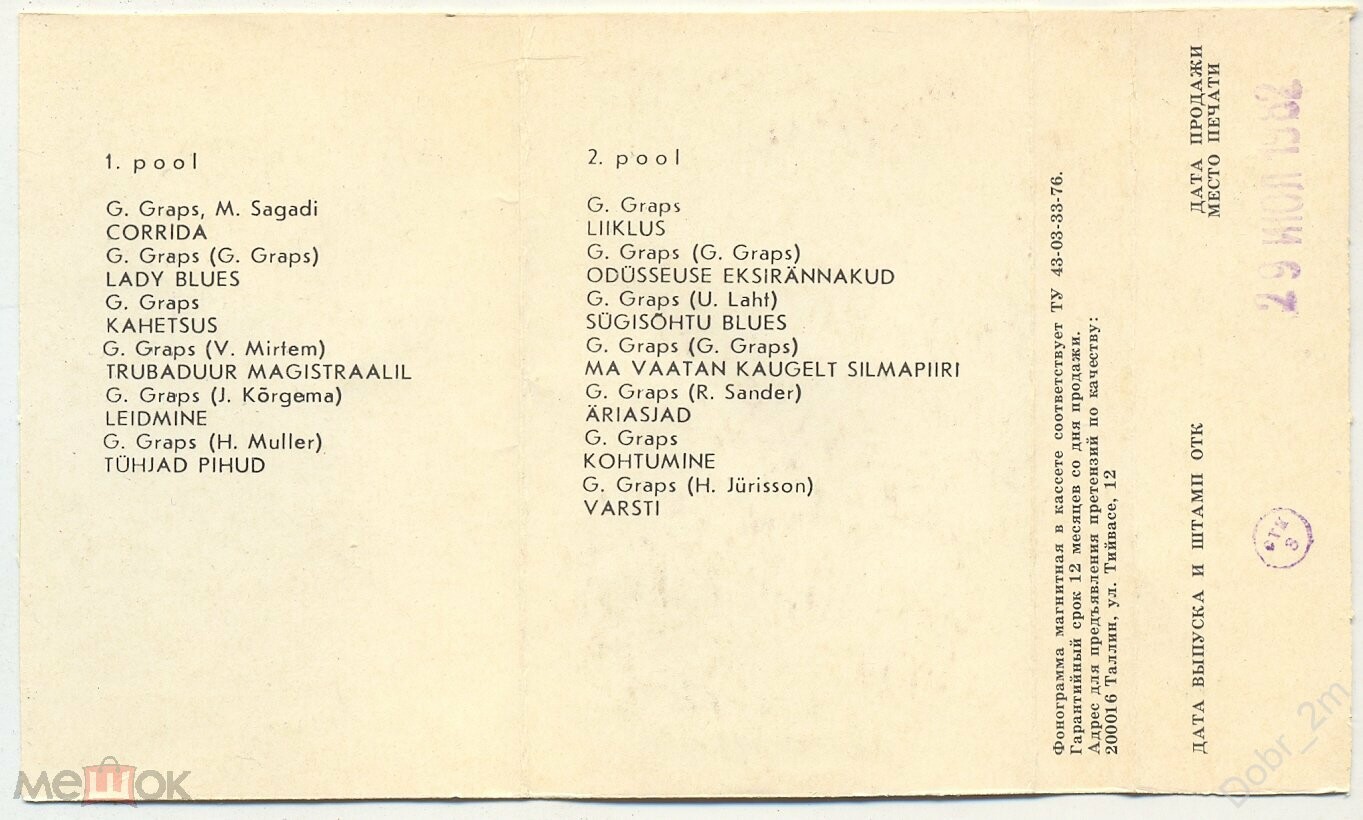 1. pool
G. Graps, M. Sagadi
CORRIDA
G. Graps (G. Graps)
LADY BLUES
G. Graps
KAHETSUS
G. Graps (V. Mirtem)
TRUBADUUR MAGISTRAALIL
G. Graps (J. Kõrgema)
LEIDMINE
G. Graps (H. Muller)
TÜHJAD PIHUD
2. pool
G. Graps
LIIKLUS
G. Graps (G. Graps)
ODÜSSEUSE EKSIRÄNNAKUD
G. Graps (U. Laht)
SÜGISÕHTU BLUES
G. Graps (G. Graps)
MA VAATAN KAUGELT SILMAPIIRI
G. Graps (R. Sander)
ÄRIASJAD
G. Graps
KOHTUMINE
G. Graps (H. Jürisson)
VARSTI
Фонограмма магнитная в кассете соответствует ТУ 43-03-33-76.
Гарантийный срок 12 месяцев со дня продажи.
Адрес для предъявления претензий по качеству:
200016 Таллин, ул. Тийвасе, 12
ДАТА ВЫПУСКА И ШТАМП ОТК
ДАТА ПРОДАЖИ
МЕСТО ПЕЧАТИ
29 ИЮЛ 1982
8
мешок
Dobr_2m